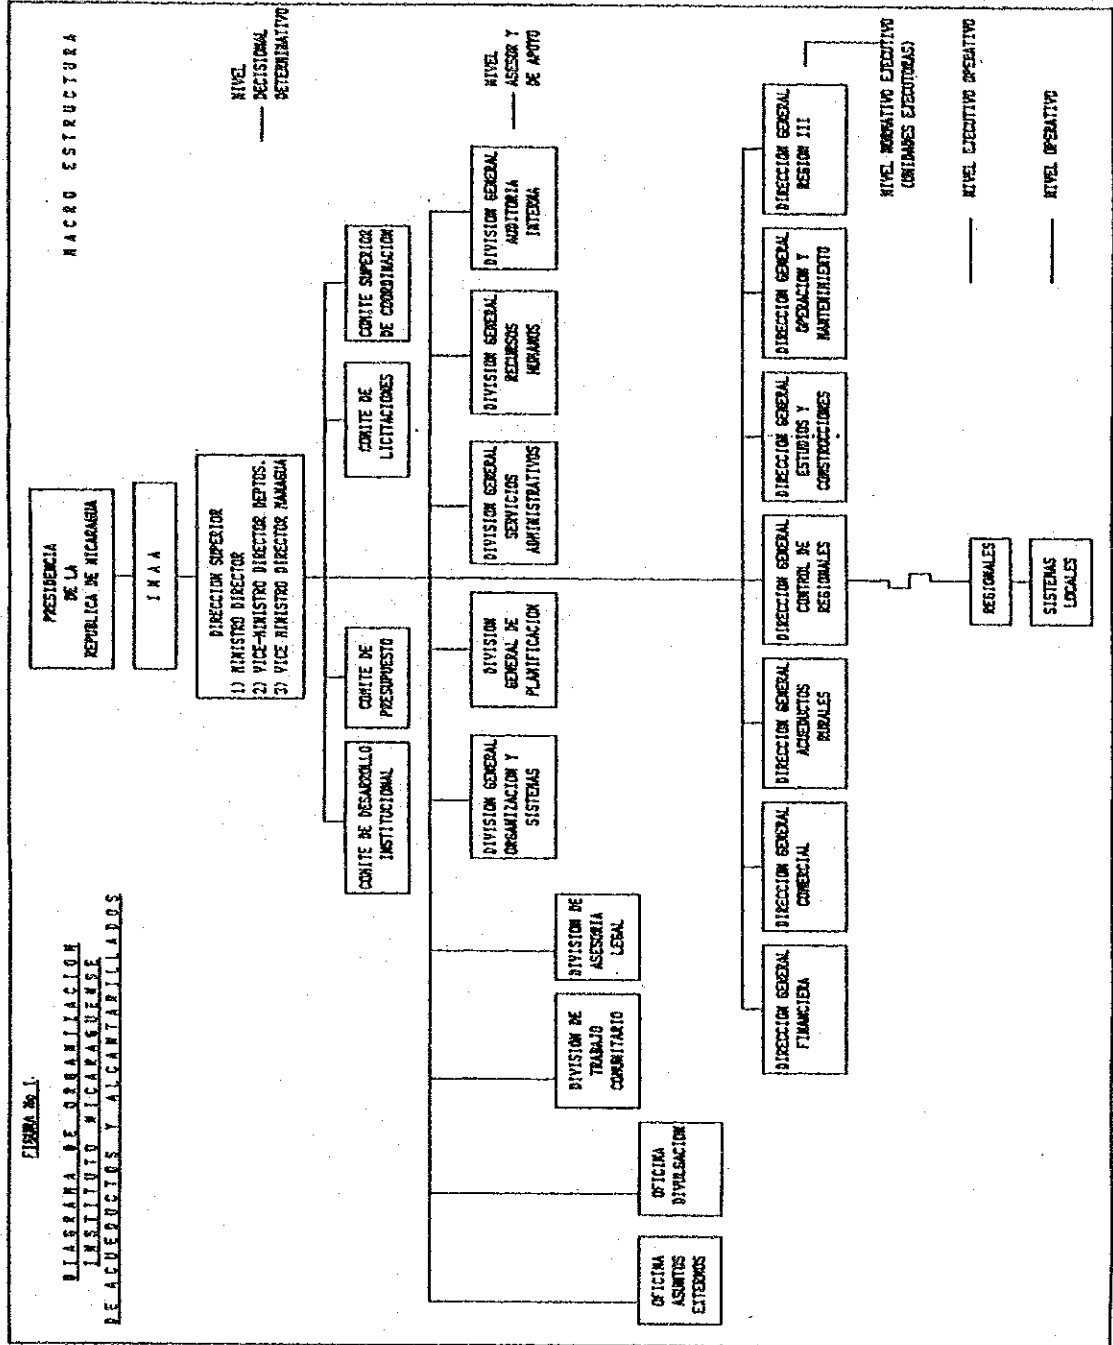 FIGURA No 1.
DIAGRAMA DE ORGANIZACION
INSTITUTO NICARAGUENSE
DE ACUEDUCTOS Y ALCANTARILLADOS
MACRO ESTRUCTURA
PRESIDENCIA
DE LA
REPUBLICA DE NICARAGUA
I N A A
DIRECCION SUPERIOR
1) MINISTRO DIRECTOR
2) VICE-MINISTRO DIRECTOR DEPTOS.
3) VICE MINISTRO DIRECTOR MANAGUA
NIVEL
DECISIONAL
DETERMINATIVO
COMITE DE DESARROLLO
INSTITUCIONAL
COMITE DE
PRESUPUESTO
COMITE DE
LICITACIONES
COMITE SUPERIOR
DE COORDINACION
OFICINA
ASUNTOS
EXTERNOS
OFICINA
DIVULGACION
DIVISION DE
TRABAJO
COMUNITARIO
DIVISION DE
ASESORIA
LEGAL
DIVISION GENERAL
ORGANIZACION Y
SISTEMAS
DIVISION
GENERAL DE
PLANIFICACION
DIVISION GENERAL
SERVICIOS
ADMINISTRATIVOS
DIVISION GENERAL
RECURSOS
HUMANOS
DIVISION GENERAL
AUDITORIA
INTERNA
NIVEL
ASESOR Y
DE APOYO
DIRECCION GENERAL
FINANCIERA
DIRECCION GENERAL
COMERCIAL
DIRECCION GENERAL
ACUEDUCTOS
RURALES
DIRECCION GENERAL
CONTROL DE
REGIONALES
DIRECCION GENERAL
ESTUDIOS Y
CONSTRUCCIONES
DIRECCION GENERAL
OPERACION Y
MANTENIMIENTO
DIRECCION GENERAL
REGION III
NIVEL NORMATIVO EJECUTIVO
(UNIDADES EJECUTORAS)
REGIONALES
NIVEL EJECUTIVO OPERATIVO
SISTEMAS
LOCALES
NIVEL OPERATIVO